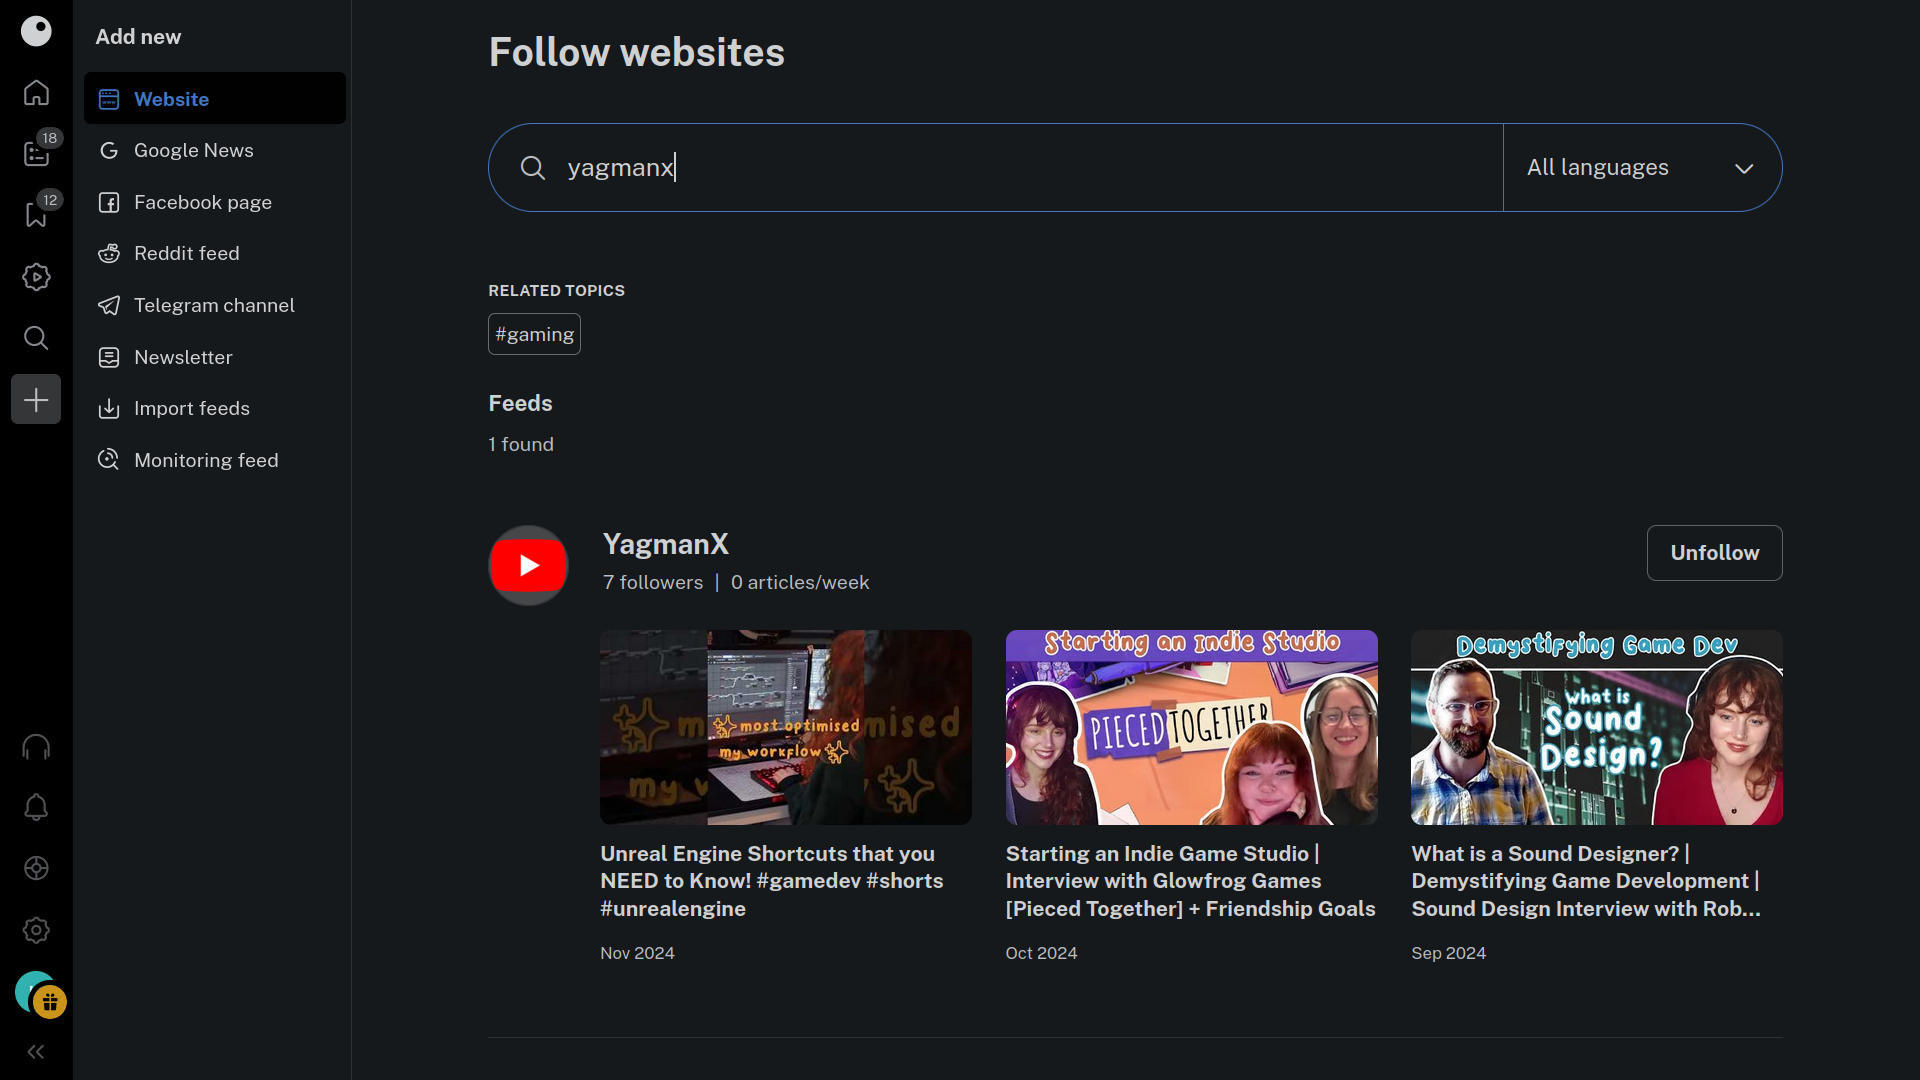 Add new
Website
Google News
Facebook page
Reddit feed
Telegram channel
Newsletter
Import feeds
Monitoring feed
18
12
Follow websites
yagmanx
All languages
RELATED TOPICS
#gaming
Feeds
1 found
YagmanX
7 followers | 0 articles/week
Unfollow
most optimised
my workflow
Starting an Indie Studio
PIECED TOGETHER
Demystifying Game Dev
what is
Sound
Design?
Unreal Engine Shortcuts that you
NEED to Know! #gamedev #shorts
#unrealengine
Nov 2024
Starting an Indie Game Studio |
Interview with Glowfrog Games
[Pieced Together] + Friendship Goals
Oct 2024
What is a Sound Designer? |
Demystifying Game Development |
Sound Design Interview with Rob...
Sep 2024